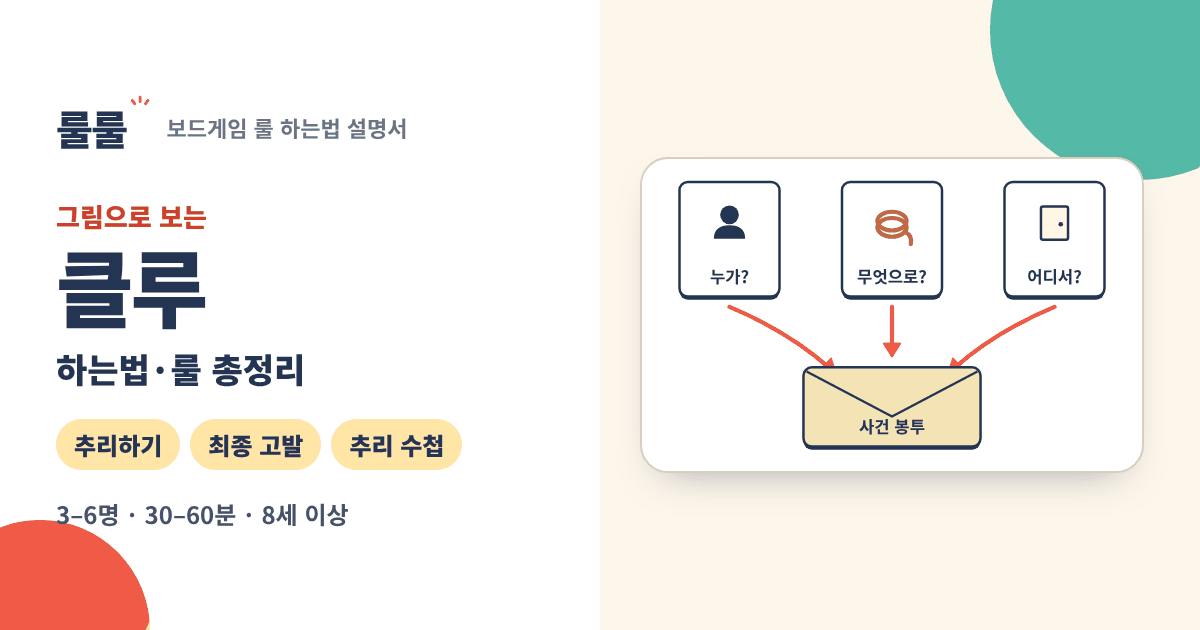 룰룰 보드게임 룰 하는법 설명서
그림으로 보는
클루
하는법·룰 총정리
추리하기 최종 고발 추리 수첩
3–6명 · 30–60분 · 8세 이상
누가? 무엇으로? 어디서?
사건 봉투